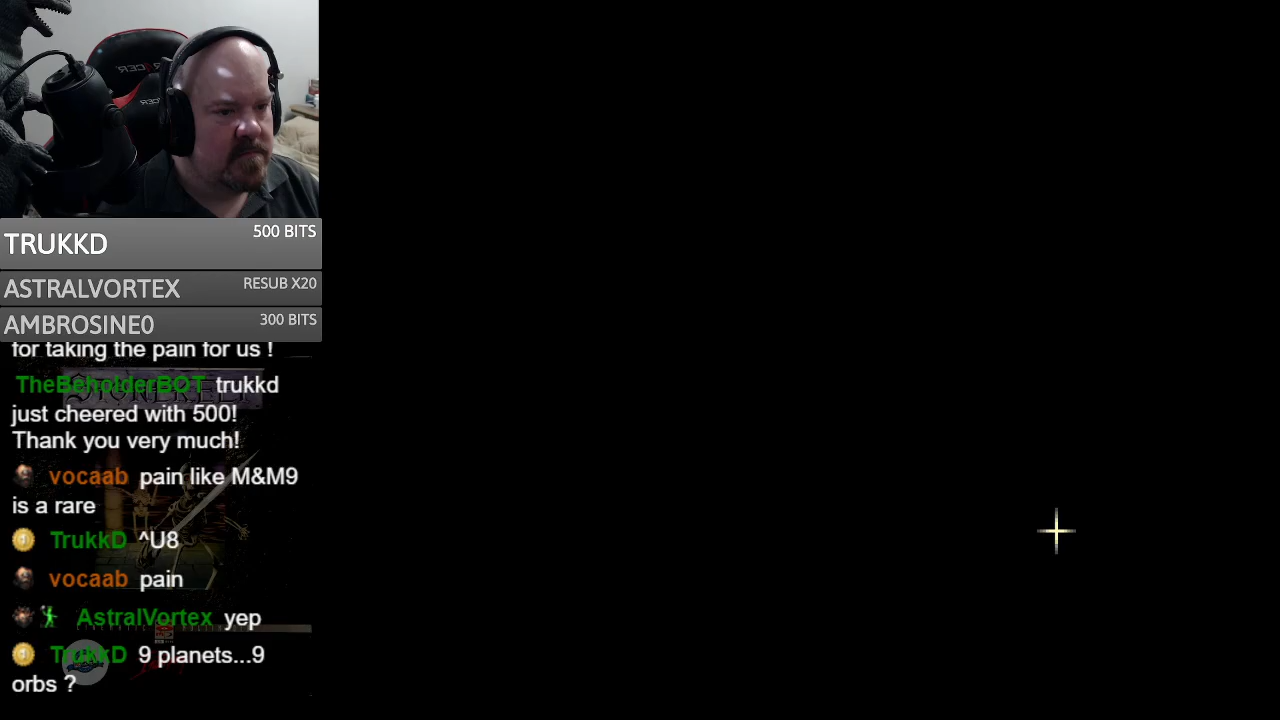 TRUKKD 500 BITS
ASTRALVORTEX RESUB X20
AMBROSINE0 300 BITS
for taking the pain for us !
TheBeholderBOT trukkd
just cheered with 500!
Thank you very much!
vocaab pain like M&M9
is a rare
TrukkD ^U8
vocaab pain
AstralVortex yep
TrukkD 9 planets...9
orbs ?
STONEKEEP